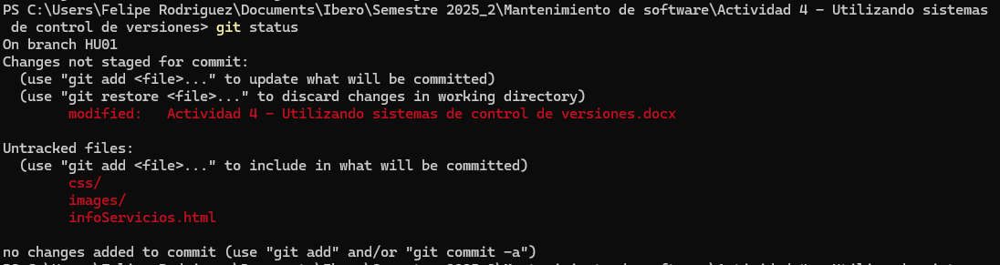 PS C:\Users\Felipe Rodriguez\Documents\Ibero\Semestre 2025_2\Mantenimiento de software\Actividad 4 - Utilizando sistemas
de control de versiones> git status
On branch HU01
Changes not staged for commit:
  (use "git add <file>..." to update what will be committed)
  (use "git restore <file>..." to discard changes in working directory)
        modified:   Actividad 4 - Utilizando sistemas de control de versiones.docx

Untracked files:
  (use "git add <file>..." to include in what will be committed)
        css/
        images/
        infoServicios.html

no changes added to commit (use "git add" and/or "git commit -a")